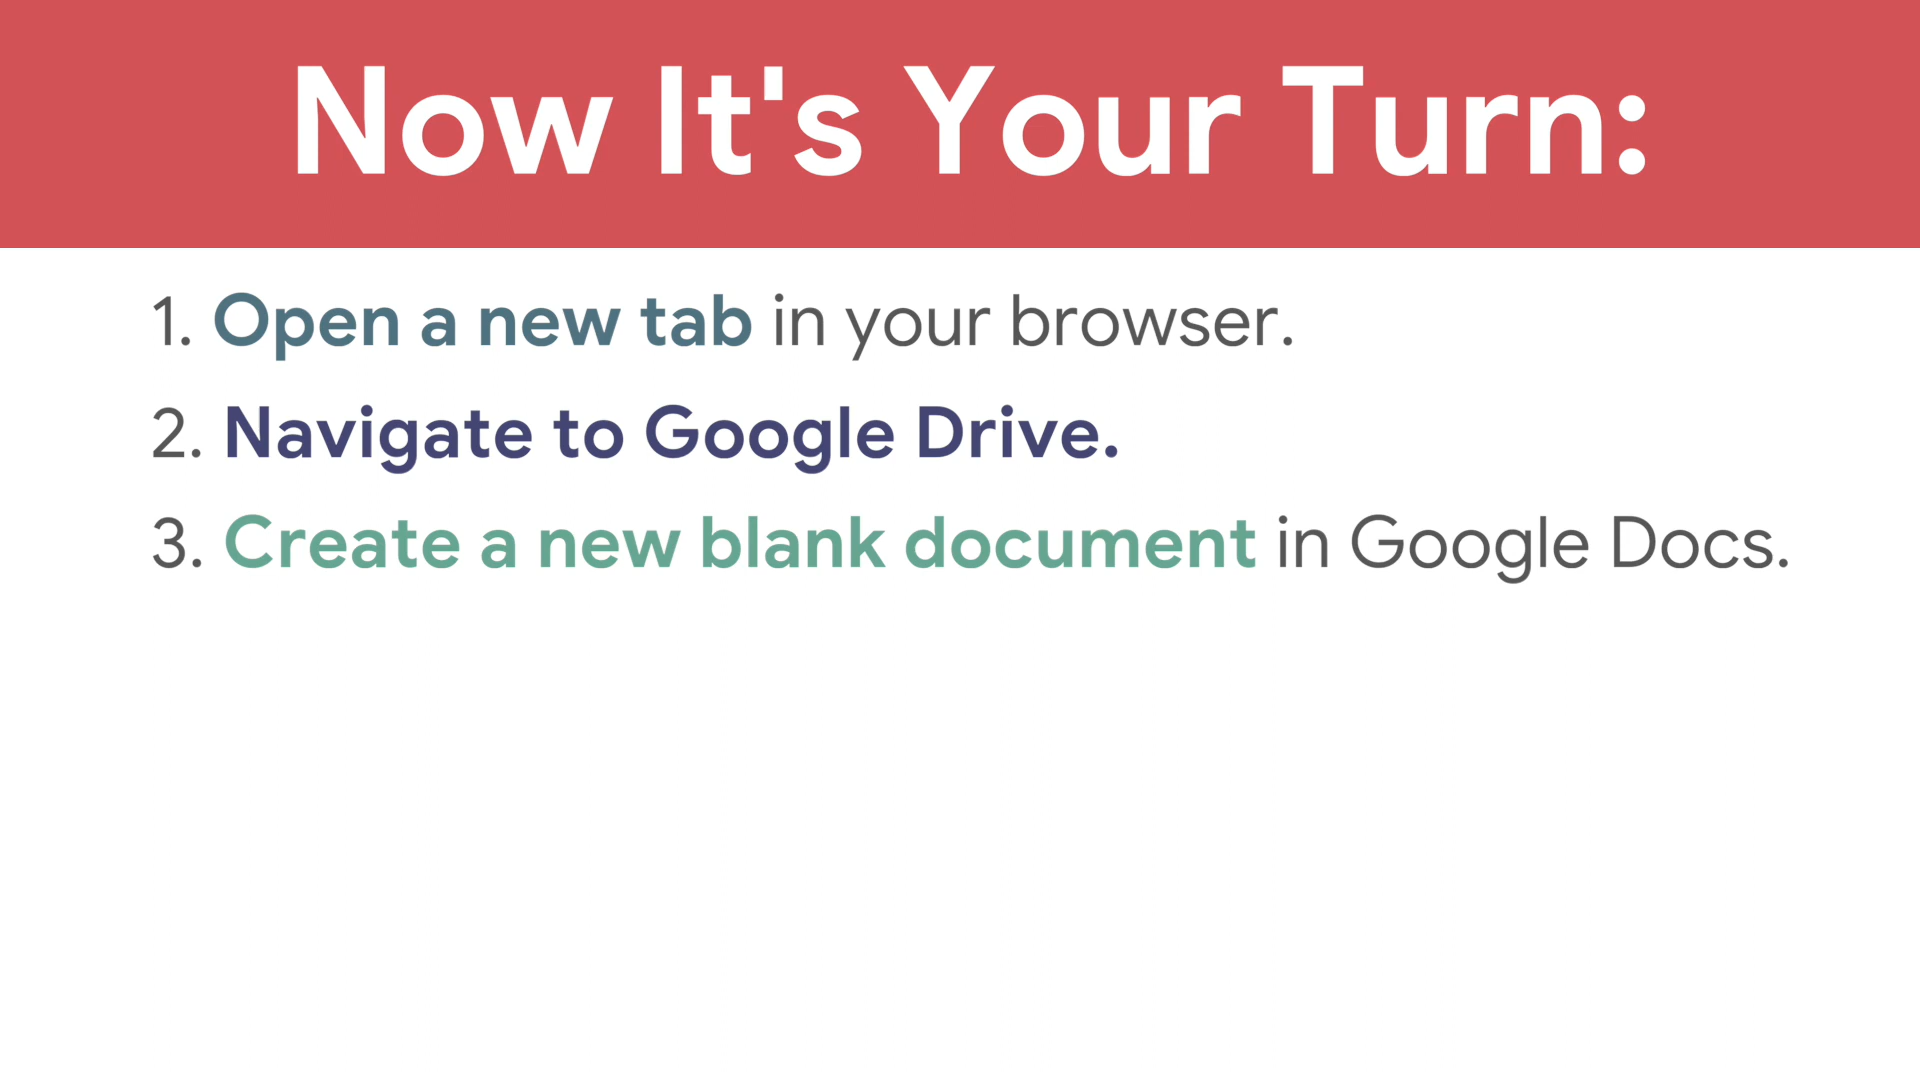 Now It's Your Turn:
1. Open a new tab in your browser.
2. Navigate to Google Drive.
3. Create a new blank document in Google Docs.